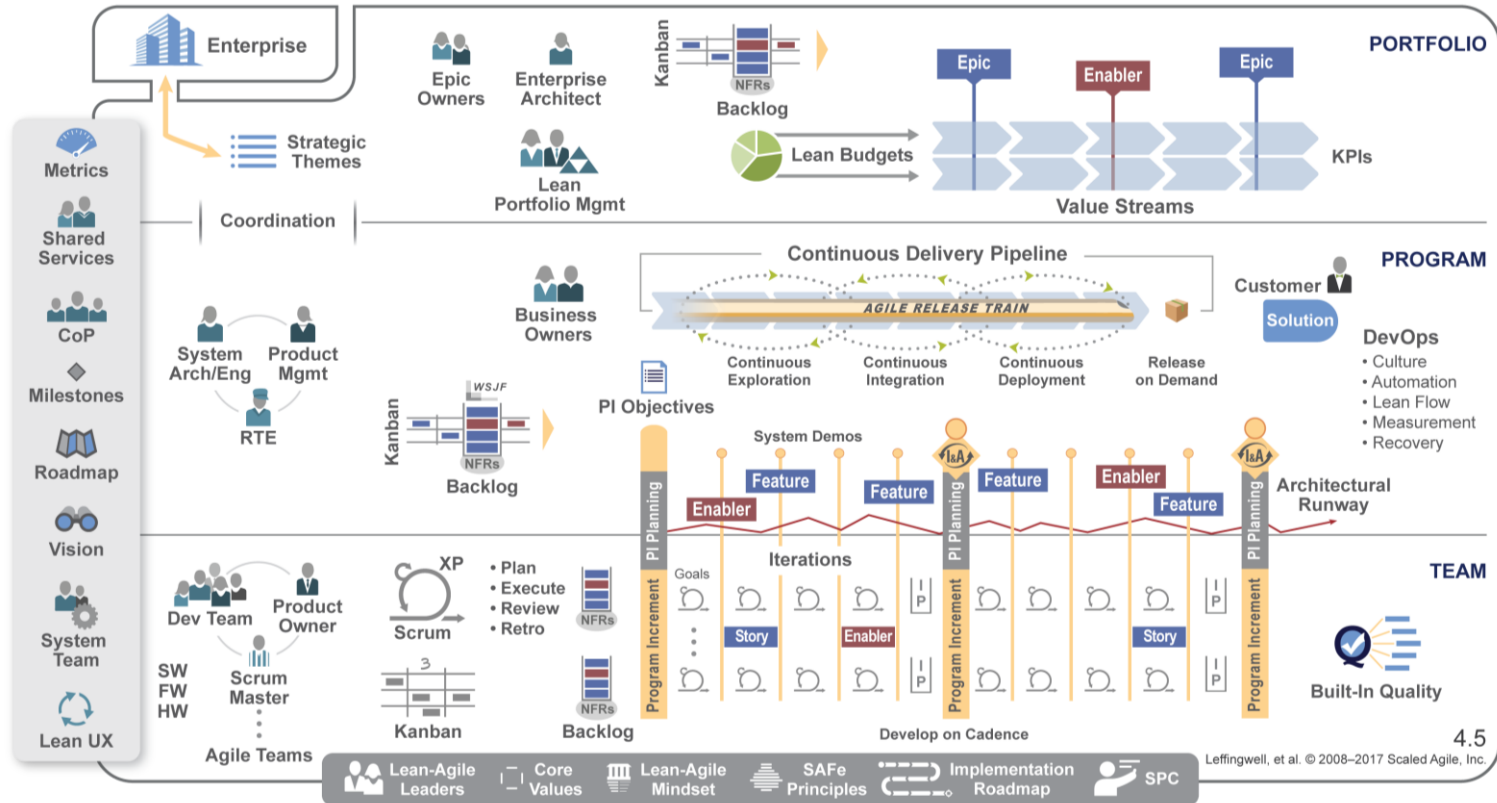 Enterprise
PORTFOLIO
Epic
Owners
Enterprise
Architect
Kanban
NFRs
Backlog
Epic
Enabler
Epic
Strategic
Themes
Lean
Portfolio Mgmt
Lean Budgets
KPIs
Value Streams
Coordination
Metrics
Shared
Services
CoP
Milestones
Roadmap
Vision
System
Team
Lean UX
PROGRAM
Continuous Delivery Pipeline
Business
Owners
AGILE RELEASE TRAIN
Customer
Solution
Continuous
Exploration
Continuous
Integration
Continuous
Deployment
Release
on Demand
DevOps
• Culture
• Automation
• Lean Flow
• Measurement
• Recovery
System
Arch/Eng
Product
Mgmt
RTE
Kanban
WSJF
NFRs
Backlog
PI Objectives
System Demos
I&A
I&A
Enabler
Feature
Feature
Feature
Enabler
Feature
Architectural
Runway
PI Planning
PI Planning
PI Planning
TEAM
Dev Team
Product
Owner
Scrum
Master
SW
FW
HW
Agile Teams
XP
Scrum
• Plan
• Execute
• Review
• Retro
3
Kanban
NFRs
NFRs
Backlog
Program Increment
Program Increment
Program Increment
Iterations
Goals
Story
Enabler
Story
I
P
I
P
I
P
I
P
Develop on Cadence
Built-In Quality
4.5
Leffingwell, et al. © 2008–2017 Scaled Agile, Inc.
Lean-Agile
Leaders
Core
Values
Lean-Agile
Mindset
SAFe
Principles
Implementation
Roadmap
SPC